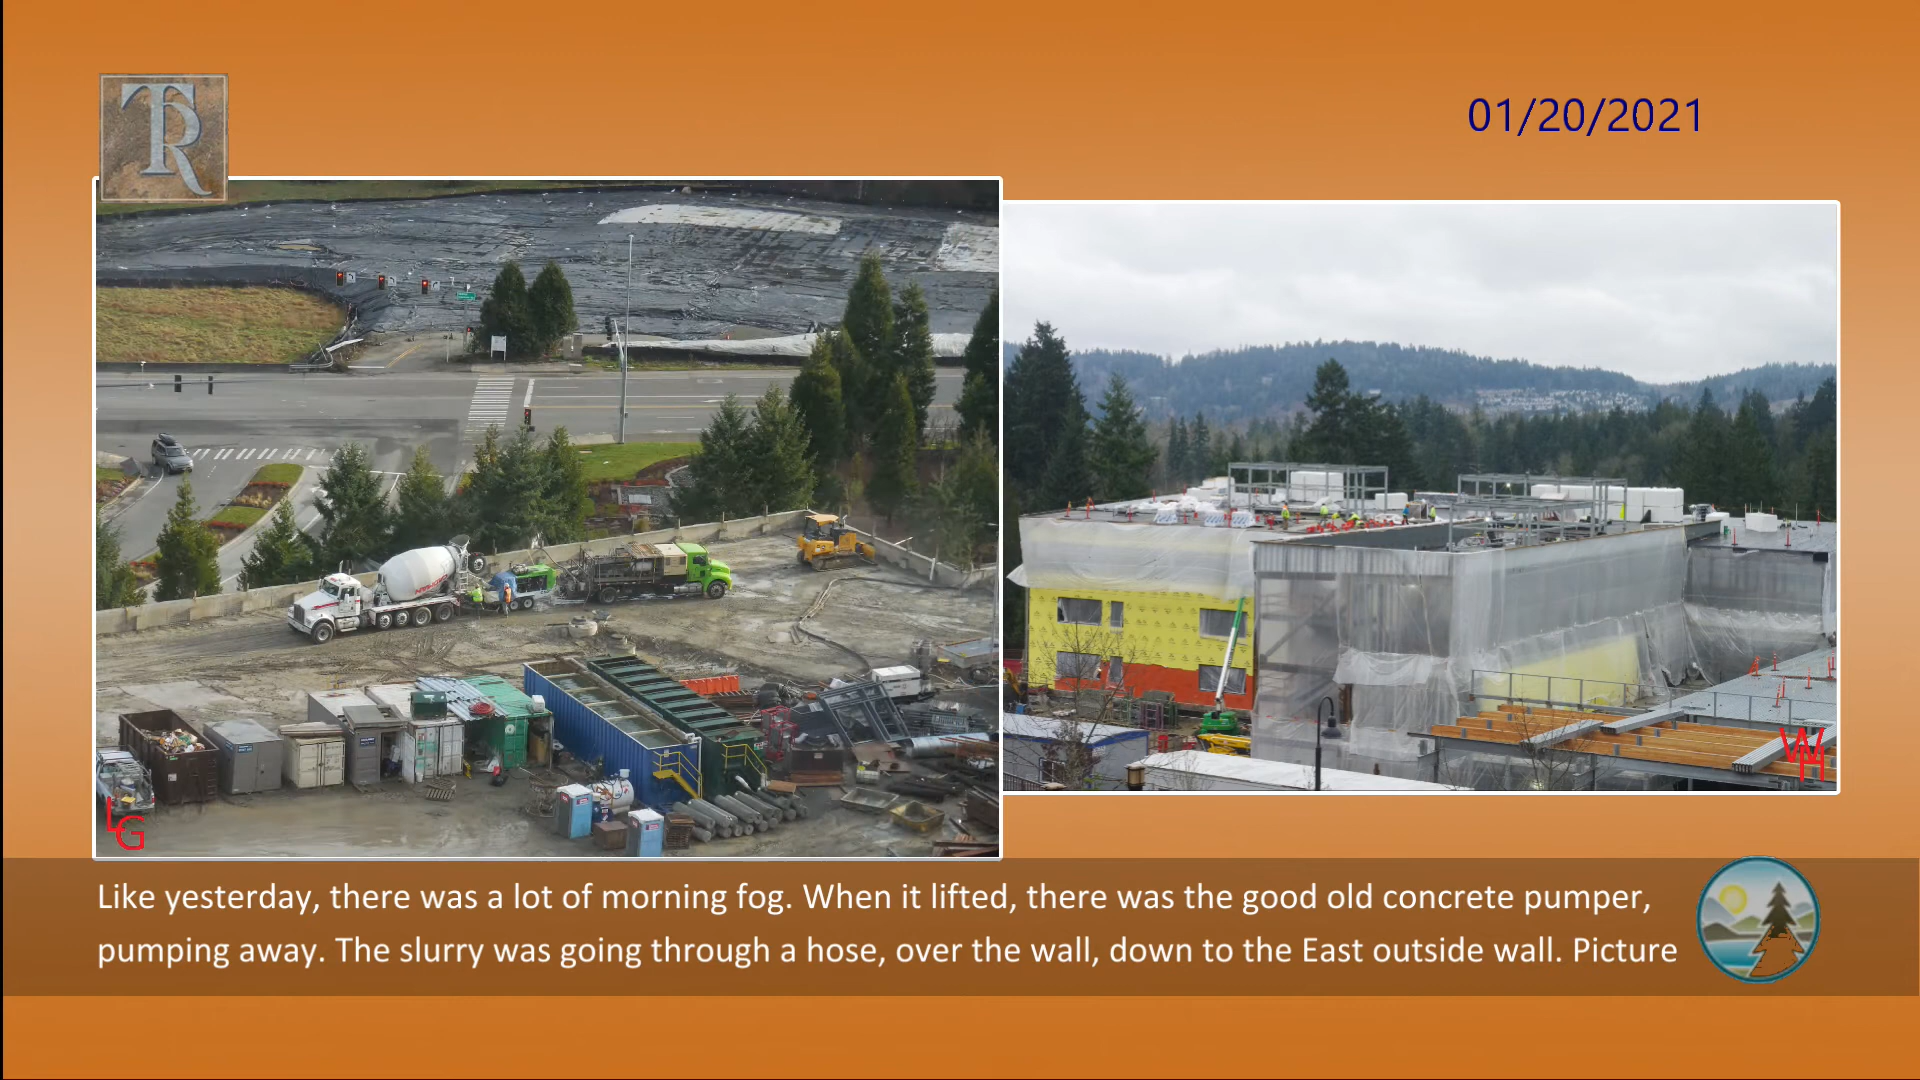 TR
01/20/2021
LG
WM
Like yesterday, there was a lot of morning fog. When it lifted, there was the good old concrete pumper,
pumping away. The slurry was going through a hose, over the wall, down to the East outside wall. Picture